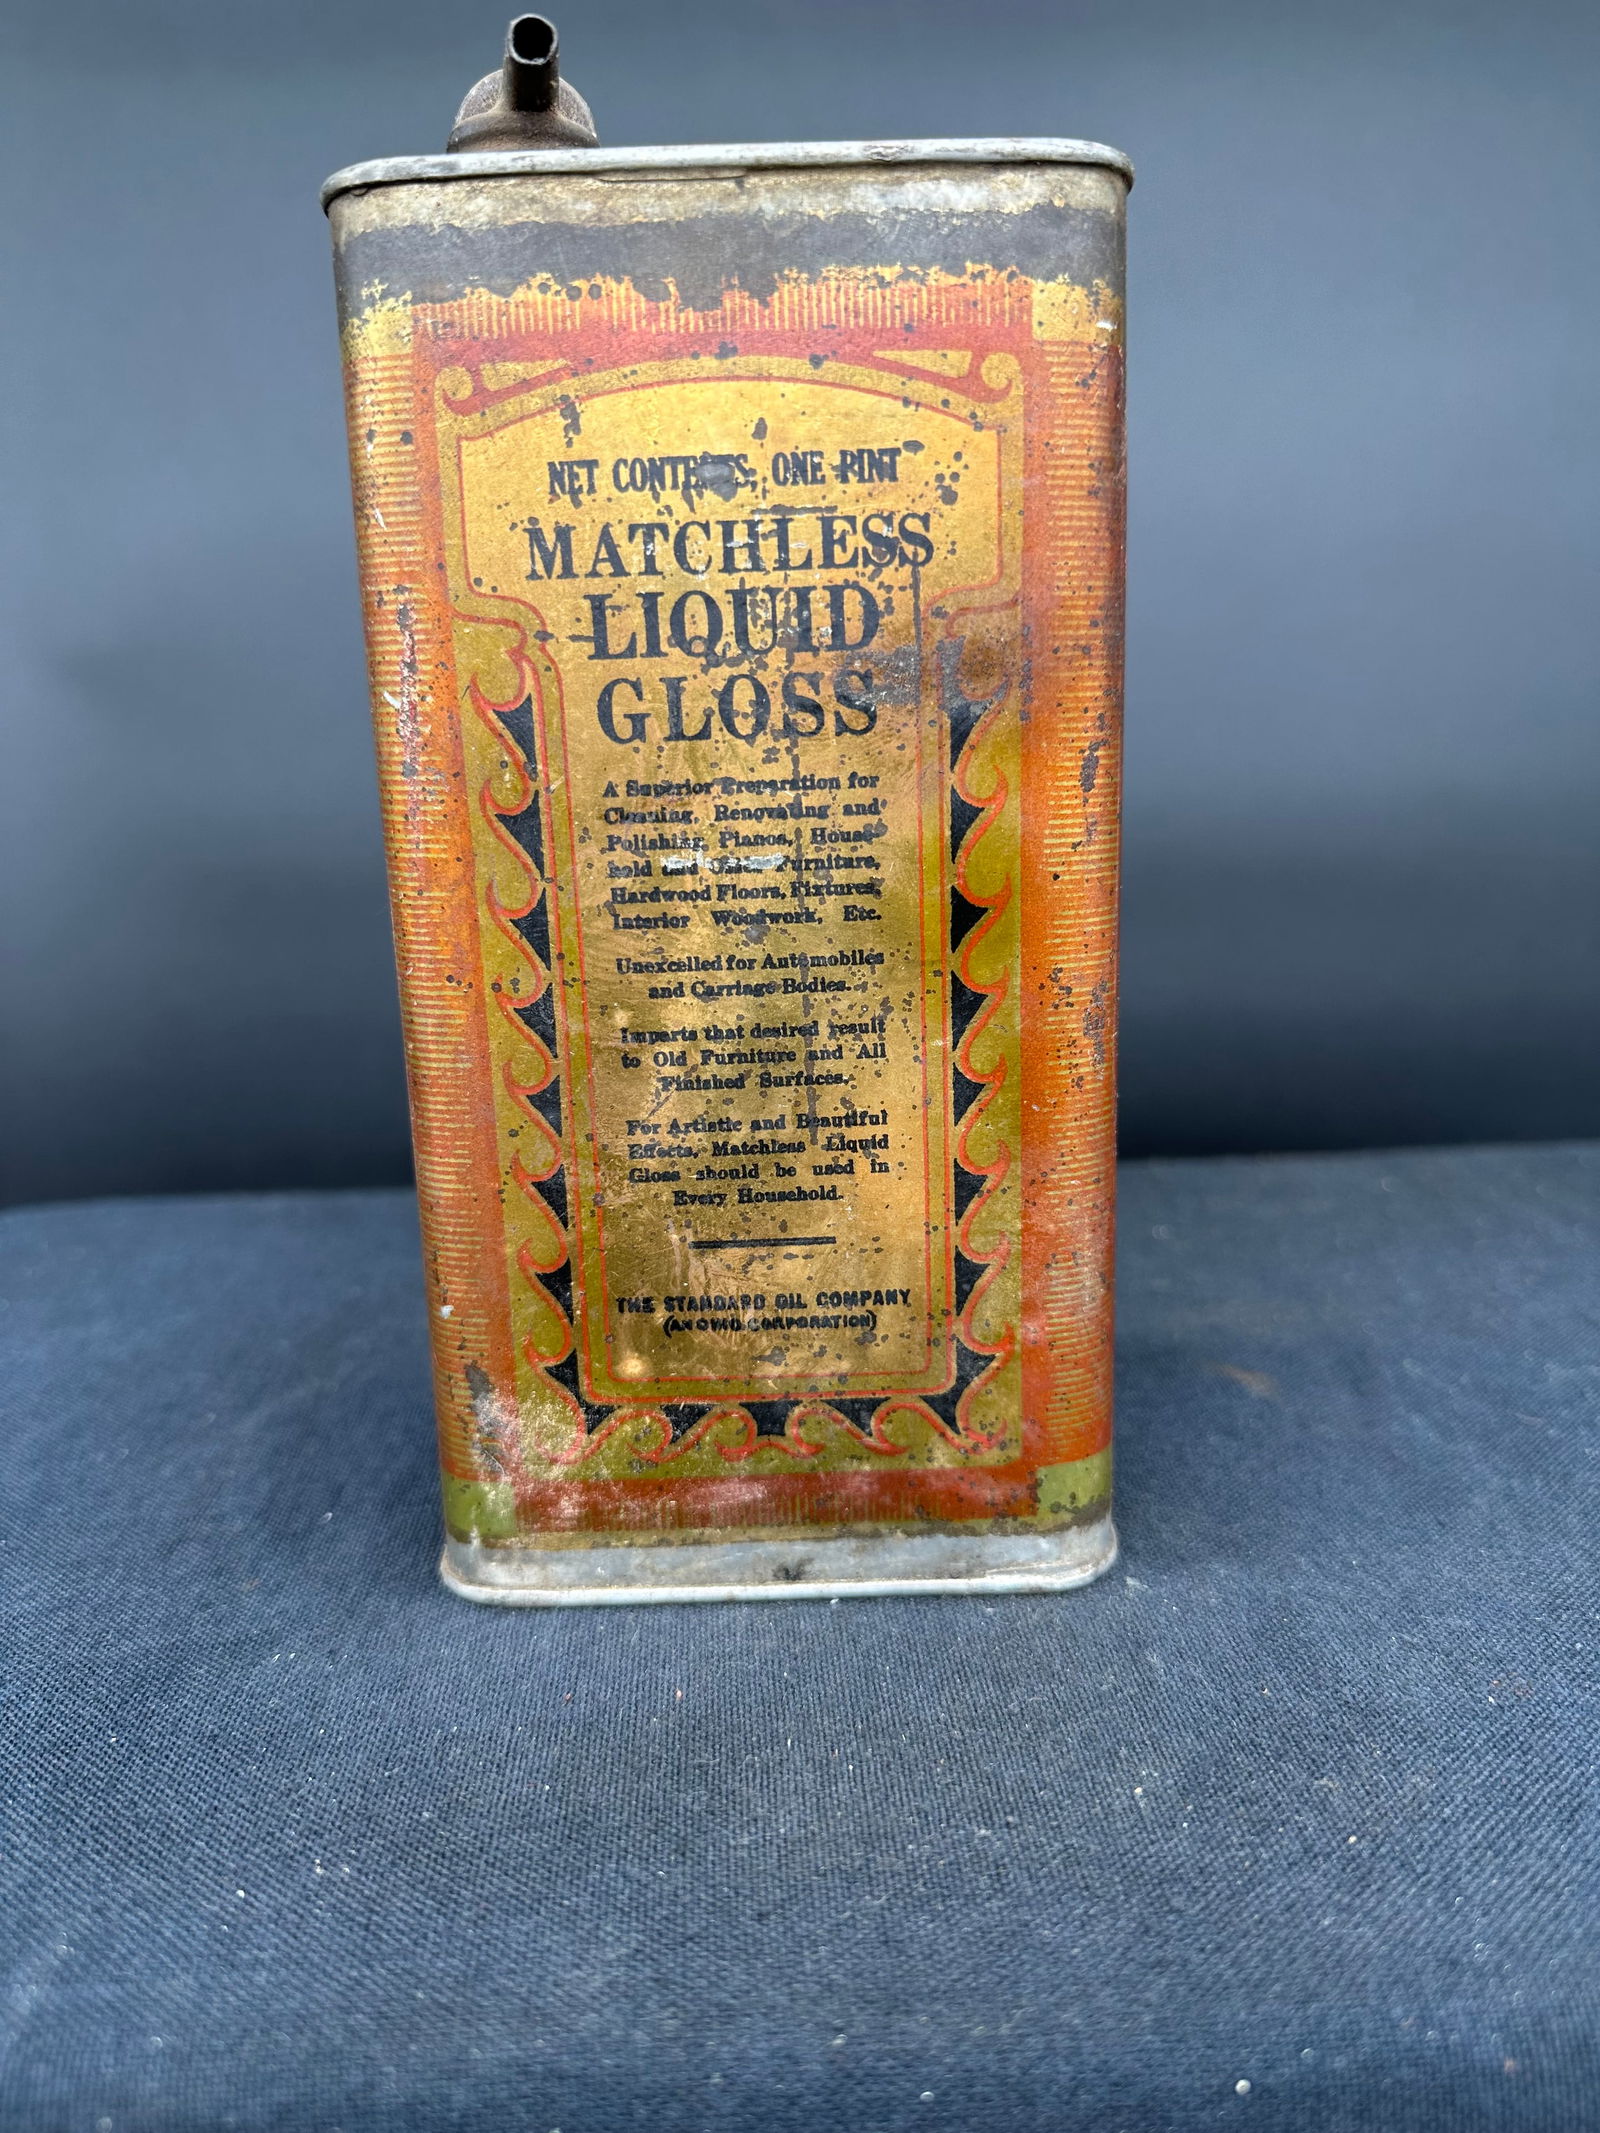 NET CONTENTS, ONE PINT
MATCHLESS
LIQUID
GLOSS
A Superior Preparation for
Cleaning, Renovating and
Polishing Pianos, House-
hold and Office Furniture,
Hardwood Floors, Fixtures,
Interior Woodwork, Etc.
Unexcelled for Automobiles
and Carriage Bodies.
Imparts that desired result
to Old Furniture and All
Finished Surfaces.
For Artistic and Beautiful
Effects, Matchless Liquid
Gloss should be used in
Every Household.
THE STANDARD OIL COMPANY
(AN OHIO CORPORATION)